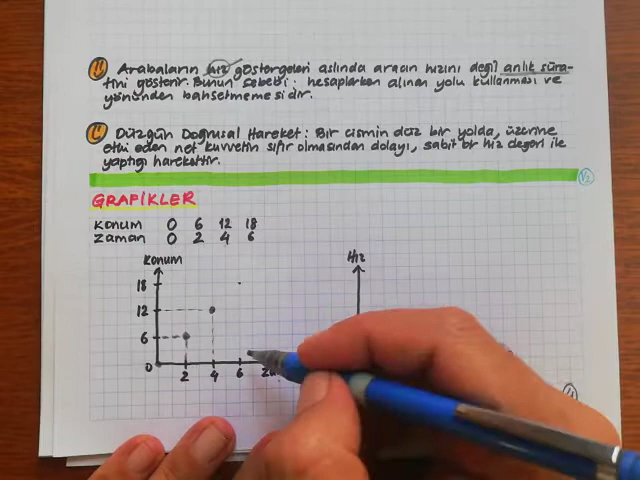 Arabaların hız göstergeleri aslında aracın hızını değil anlık süra-
tini gösterir. Bunun sebebi: hesaplarken alınan yolu kullanması ve
yönünden bahsetmemesidir.
Düzgün Doğrusal Hareket: Bir cismin düz bir yolda, üzerine
etki eden net kuvvetin sıfır olmasından dolayı, sabit bir hız değeri ile
yaptığı harekettir.
1/2
GRAFİKLER
Konum 0 6 12 18
Zaman 0 2 4 6
Konum
18
12
6
0
2 4 6
Hız